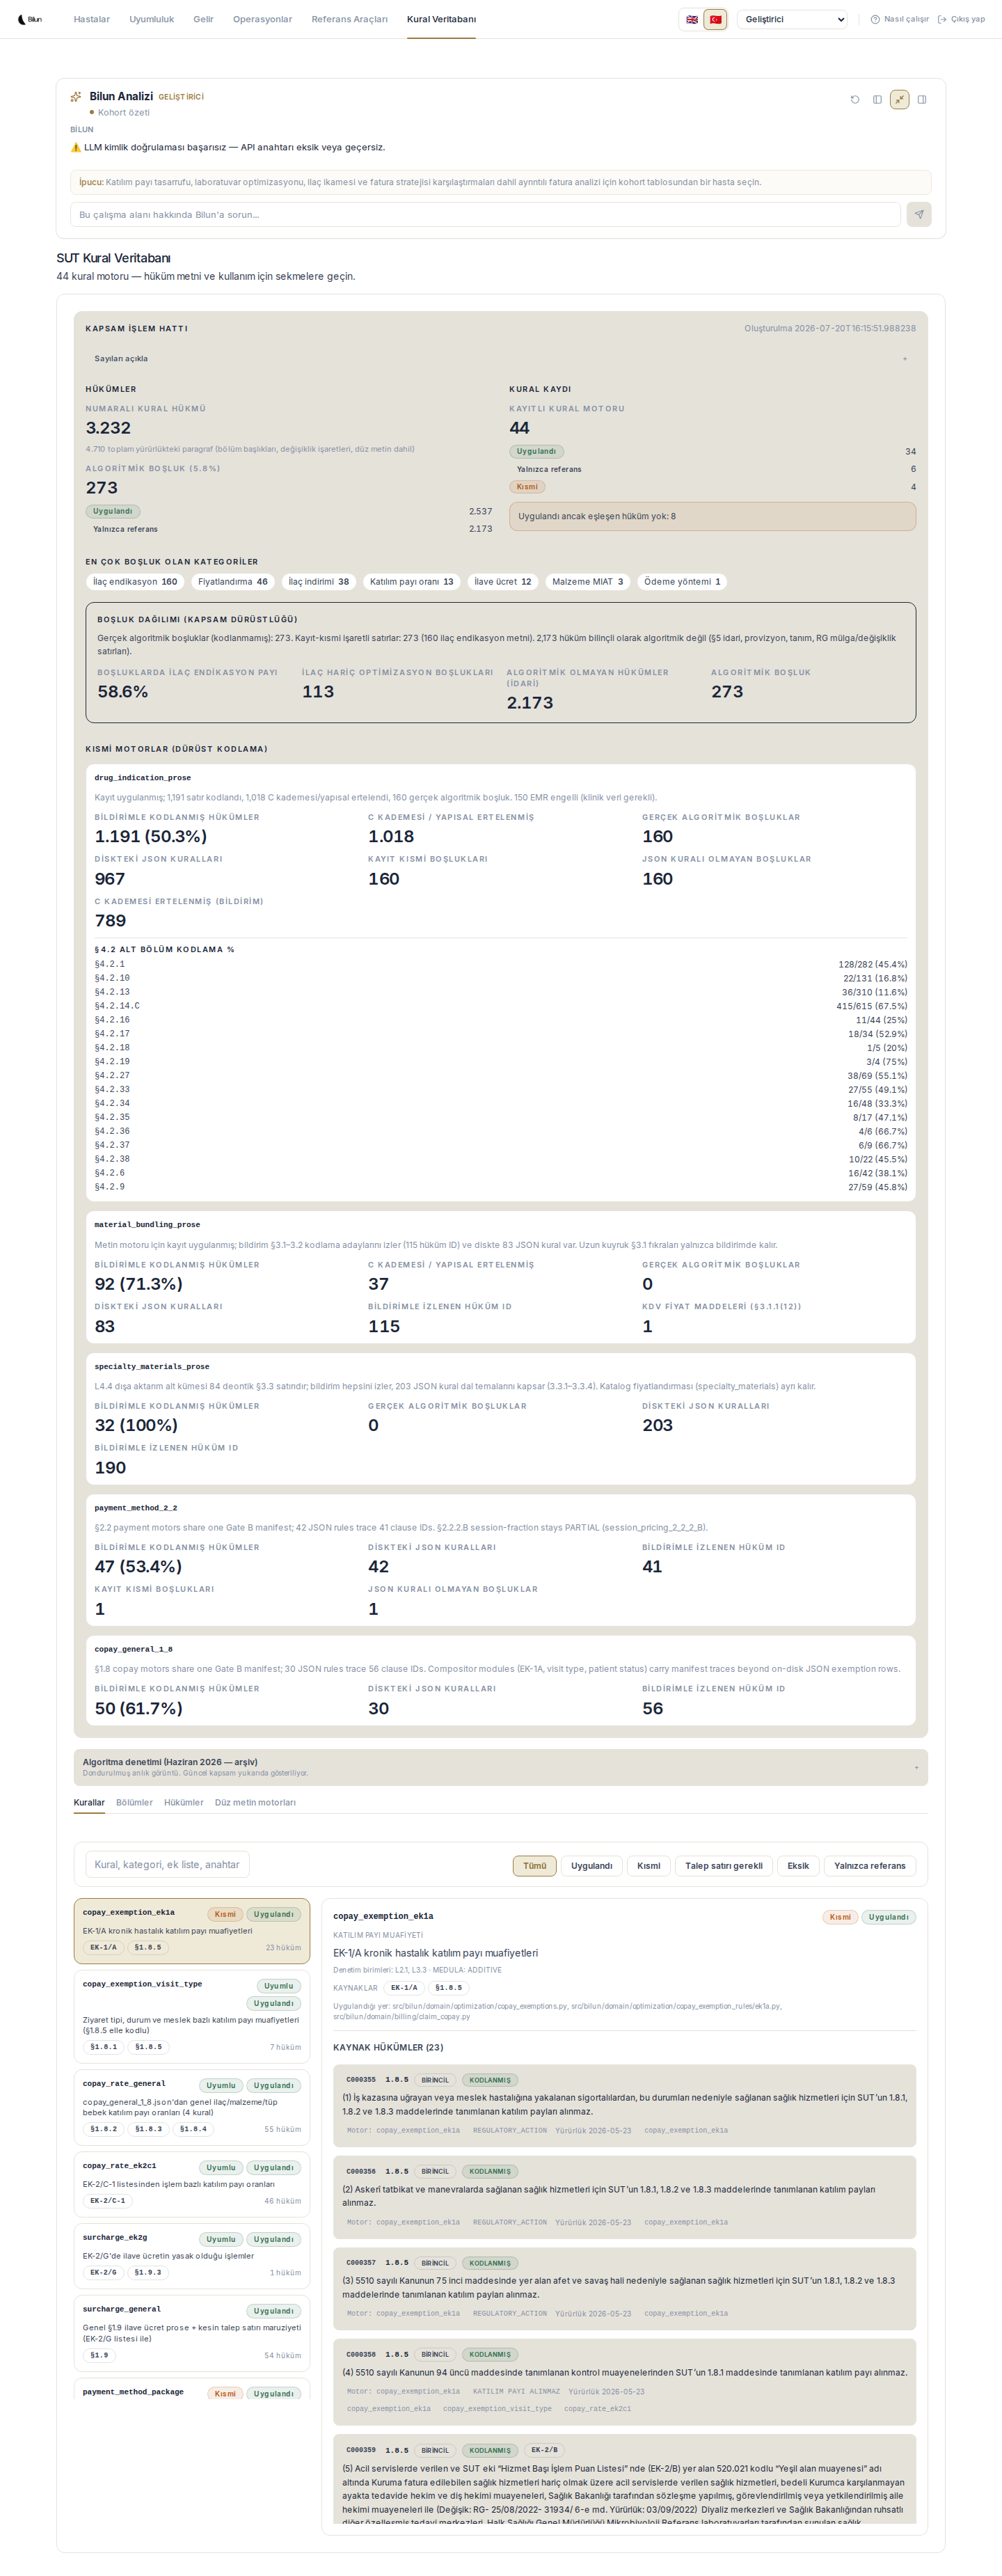 Bilun
Hastalar Uyumluluk Gelir Operasyonlar Referans Araçları Kural Veritabanı
Geliştirici
Nasıl çalışır Çıkış yap
Bilun Analizi GELİŞTİRİCİ
Kohort özeti
BİLUN
⚠️ LLM kimlik doğrulaması başarısız — API anahtarı eksik veya geçersiz.
İpucu: Katılım payı tasarrufu, laboratuvar optimizasyonu, ilaç ikamesi ve fatura stratejisi karşılaştırmaları dahil ayrıntılı fatura analizi için kohort tablosundan bir hasta seçin.
Bu çalışma alanı hakkında Bilun'a sorun...
SUT Kural Veritabanı
44 kural motoru — hüküm metni ve kullanım için sekmelere geçin.
KAPSAM İŞLEM HATTI
Oluşturulma 2026-07-20T16:15:51.988238
Sayıları açıkla +
HÜKÜMLER
NUMARALI KURAL HÜKMÜ
3.232
4.710 toplam yürürlükteki paragraf (bölüm başlıkları, değişiklik işaretleri, düz metin dahil)
ALGORİTMİK BOŞLUK (5.8%)
273
Uygulandı 2.537
Yalnızca referans 2.173
KURAL KAYDI
KAYITLI KURAL MOTORU
44
Uygulandı 34
Yalnızca referans 6
Kısmi 4
Uygulandı ancak eşleşen hüküm yok: 8
EN ÇOK BOŞLUK OLAN KATEGORİLER
İlaç endikasyon 160 Fiyatlandırma 46 İlaç indirimi 38 Katılım payı oranı 13 İlave ücret 12 Malzeme MIAT 3 Ödeme yöntemi 1
BOŞLUK DAĞILIMI (KAPSAM DÜRÜSTLÜĞÜ)
Gerçek algoritmik boşluklar (kodlanmamış): 273. Kayıt-kısmi işaretli satırlar: 273 (160 ilaç endikasyon metni). 2,173 hüküm bilinçli olarak algoritmik değil (§5 idari, provizyon, tanım, RG mülga/değişiklik
satırları).
BOŞLUKLARDA İLAÇ ENDİKASYON PAYI
58.6%
İLAÇ HARİÇ OPTİMİZASYON BOŞLUKLARI
113
ALGORİTMİK OLMAYAN HÜKÜMLER
(İDARİ)
2.173
ALGORİTMİK BOŞLUK
273
KISMİ MOTORLAR (DÜRÜST KODLAMA)
drug_indication_prose
Kayıt uygulanmış; 1,191 satır kodlandı, 1,018 C kademesi/yapısal ertelendi, 160 gerçek algoritmik boşluk. 150 EMR engelli (klinik veri gerekli).
BİLDİRİMLE KODLANMIŞ HÜKÜMLER C KADEMESİ / YAPISAL ERTELENMİŞ GERÇEK ALGORİTMİK BOŞLUKLAR
1.191 (50.3%) 1.018 160
DİSKTEKİ JSON KURALLARI KAYIT KISMİ BOŞLUKLARI JSON KURALI OLMAYAN BOŞLUKLAR
967 160 160
C KADEMESİ ERTELENMİŞ (BİLDİRİM)
789
§4.2 ALT BÖLÜM KODLAMA %
§4.2.1 128/282 (45.4%)
§4.2.10 22/131 (16.8%)
§4.2.13 36/310 (11.6%)
§4.2.14.C 415/615 (67.5%)
§4.2.16 11/44 (25%)
§4.2.17 18/34 (52.9%)
§4.2.18 1/5 (20%)
§4.2.19 3/4 (75%)
§4.2.27 38/69 (55.1%)
§4.2.33 27/55 (49.1%)
§4.2.34 16/48 (33.3%)
§4.2.35 8/17 (47.1%)
§4.2.36 4/6 (66.7%)
§4.2.37 6/9 (66.7%)
§4.2.38 10/22 (45.5%)
§4.2.6 16/42 (38.1%)
§4.2.9 27/59 (45.8%)
material_bundling_prose
Metin motoru için kayıt uygulanmış; bildirim §3.1–3.2 kodlama adaylarını izler (115 hüküm ID) ve diskte 83 JSON kural var. Uzun kuyruk §3.1 fıkraları yalnızca bildirimde kalır.
BİLDİRİMLE KODLANMIŞ HÜKÜMLER C KADEMESİ / YAPISAL ERTELENMİŞ GERÇEK ALGORİTMİK BOŞLUKLAR
92 (71.3%) 37 0
DİSKTEKİ JSON KURALLARI BİLDİRİMLE İZLENEN HÜKÜM ID KDV FİYAT MADDELERİ (§3.1.1(12))
83 115 1
specialty_materials_prose
L4.4 dışa aktarım alt kümesi 84 deontik §3.3 satırıdır; bildirim hepsini izler, 203 JSON kural dal temalarını kapsar (3.3.1–3.3.4). Katalog fiyatlandırması (specialty_materials) ayrı kalır.
BİLDİRİMLE KODLANMIŞ HÜKÜMLER GERÇEK ALGORİTMİK BOŞLUKLAR DİSKTEKİ JSON KURALLARI
32 (100%) 0 203
BİLDİRİMLE İZLENEN HÜKÜM ID
190
payment_method_2_2
§2.2 payment motors share one Gate B manifest; 42 JSON rules trace 41 clause IDs. §2.2.2.B session-fraction stays PARTIAL (session_pricing_2_2_2_B).
BİLDİRİMLE KODLANMIŞ HÜKÜMLER DİSKTEKİ JSON KURALLARI BİLDİRİMLE İZLENEN HÜKÜM ID
47 (53.4%) 42 41
KAYIT KISMİ BOŞLUKLARI JSON KURALI OLMAYAN BOŞLUKLAR
1 1
copay_general_1_8
§1.8 copay motors share one Gate B manifest; 30 JSON rules trace 56 clause IDs. Compositor modules (EK-1A, visit type, patient status) carry manifest traces beyond on-disk JSON exemption rows.
BİLDİRİMLE KODLANMIŞ HÜKÜMLER DİSKTEKİ JSON KURALLARI BİLDİRİMLE İZLENEN HÜKÜM ID
50 (61.7%) 30 56
Algoritma denetimi (Haziran 2026 — arşiv)
Dondurulmuş anlık görüntü. Güncel kapsam yukarıda gösteriliyor.
+
Kurallar Bölümler Hükümler Düz metin motorları
Kural, kategori, ek liste, anahtar
Tümü Uygulandı Kısmi Talep satırı gerekli Eksik Yalnızca referans
copay_exemption_ek1a Kısmi Uygulandı
EK-1/A kronik hastalık katılım payı muafiyetleri
EK-1/A §1.8.5 23 hüküm
copay_exemption_visit_type Uyumlu
Uygulandı
Ziyaret tipi, durum ve meslek bazlı katılım payı muafiyetleri
(§1.8.5 elle kodlu)
§1.8.1 §1.8.5 7 hüküm
copay_rate_general Uyumlu Uygulandı
copay_general_1_8.json'dan genel ilaç/malzeme/tüp
bebek katılım payı oranları (4 kural)
§1.8.2 §1.8.3 §1.8.4 55 hüküm
copay_rate_ek2c1 Uyumlu Uygulandı
EK-2/C-1 listesinden işlem bazlı katılım payı oranları
EK-2/C-1 46 hüküm
surcharge_ek2g Uyumlu Uygulandı
EK-2/G'de ilave ücretin yasak olduğu işlemler
EK-2/G §1.9.3 1 hüküm
surcharge_general Uygulandı
Genel §1.9 ilave ücret prose + kesin talep satırı maruziyeti
(EK-2/G listesi ile)
§1.9 54 hüküm
payment_method_package Kısmi Uygulandı
copay_exemption_ek1a Kısmi Uygulandı
KATILIM PAYI MUAFİYETİ
EK-1/A kronik hastalık katılım payı muafiyetleri
Denetim birimleri: L2.1, L3.3 · MEDULA: ADDITIVE
KAYNAKLAR EK-1/A §1.8.5
Uygulandığı yer: src/bilun/domain/optimization/copay_exemptions.py, src/bilun/domain/optimization/copay_exemption_rules/ek1a.py,
src/bilun/domain/billing/claim_copay.py
KAYNAK HÜKÜMLER (23)
C000355 1.8.5 BİRİNCİL KODLANMIŞ
(1) İş kazasına uğrayan veya meslek hastalığına yakalanan sigortalılardan, bu durumları nedeniyle sağlanan sağlık hizmetleri için SUT'un 1.8.1,
1.8.2 ve 1.8.3 maddelerinde tanımlanan katılım payları alınmaz.
Motor: copay_exemption_ek1a REGULATORY_ACTION Yürürlük 2026-05-23 copay_exemption_ek1a
C000356 1.8.5 BİRİNCİL KODLANMIŞ
(2) Askerî tatbikat ve manevralarda sağlanan sağlık hizmetleri için SUT'un 1.8.1, 1.8.2 ve 1.8.3 maddelerinde tanımlanan katılım payları
alınmaz.
Motor: copay_exemption_ek1a REGULATORY_ACTION Yürürlük 2026-05-23 copay_exemption_ek1a
C000357 1.8.5 BİRİNCİL KODLANMIŞ
(3) 5510 sayılı Kanunun 75 inci maddesinde yer alan afet ve savaş hali nedeniyle sağlanan sağlık hizmetleri için SUT'un 1.8.1, 1.8.2 ve 1.8.3
maddelerinde tanımlanan katılım payları alınmaz.
Motor: copay_exemption_ek1a REGULATORY_ACTION Yürürlük 2026-05-23 copay_exemption_ek1a
C000358 1.8.5 BİRİNCİL KODLANMIŞ
(4) 5510 sayılı Kanunun 94 üncü maddesinde tanımlanan kontrol muayenelerinden SUT'un 1.8.1 maddesinde tanımlanan katılım payı alınmaz.
Motor: copay_exemption_ek1a KATILIM PAYI ALINMAZ Yürürlük 2026-05-23
copay_exemption_ek1a copay_exemption_visit_type copay_rate_ek2c1
C000359 1.8.5 BİRİNCİL KODLANMIŞ EK-2/B
(5) Acil servislerde verilen ve SUT eki "Hizmet Başı İşlem Puan Listesi" nde (EK-2/B) yer alan 520.021 kodlu "Yeşil alan muayenesi" adı
altında Kuruma fatura edilebilen sağlık hizmetleri hariç olmak üzere acil servislerde verilen sağlık hizmetleri, bedeli Kurumca karşılanmayan
ayakta tedavide hekim ve diş hekimi muayeneleri, Sağlık Bakanlığı tarafından sözleşme yapılmış, görevlendirilmiş veya yetkilendirilmiş aile
hekimi muayeneleri ile (Değişik: RG- 25/08/2022- 31934/ 6-e md. Yürürlük: 03/09/2022) Diyaliz merkezleri ve Sağlık Bakanlığından ruhsatlı
diğer özelleşmiş tedavi merkezleri, Halk Sağlığı Genel Müdürlüğü Mikrobiyoloji Referans laboratuvarları tarafından sunulan sağlık